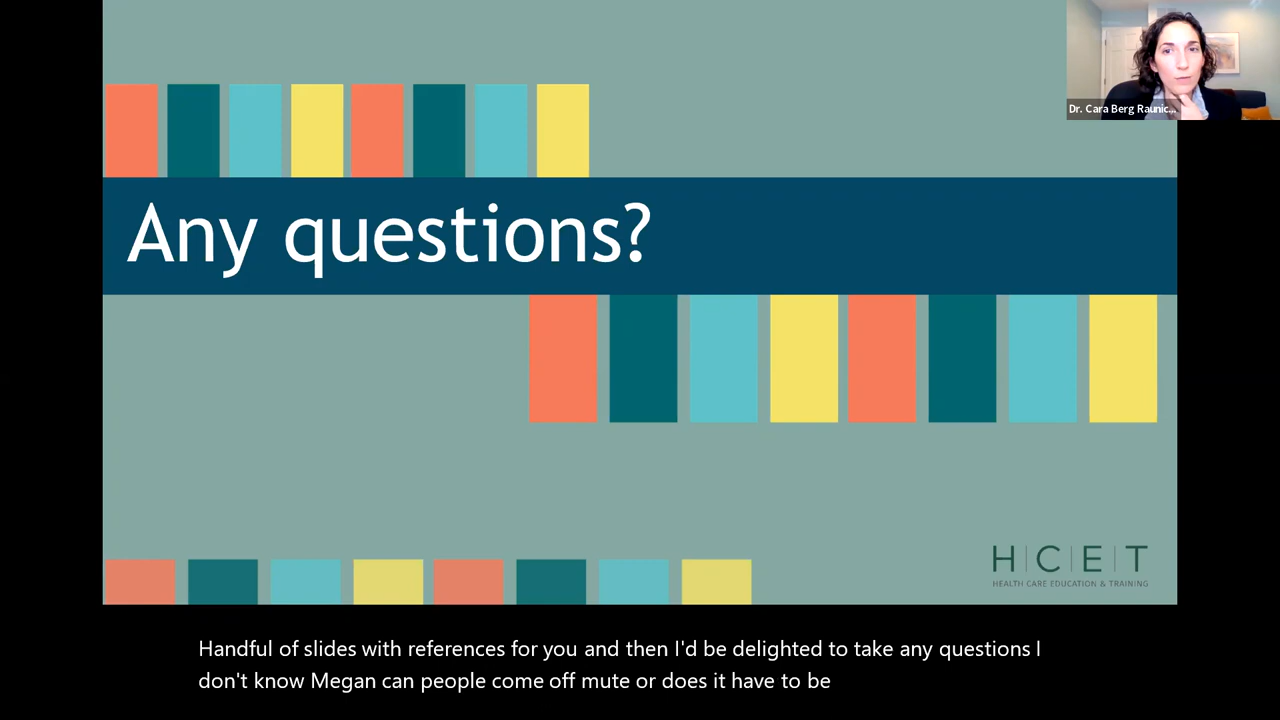 Dr. Cara Berg Raunic...
Any questions?
H|C|E|T
HEALTH CARE EDUCATION & TRAINING
Handful of slides with references for you and then I'd be delighted to take any questions I
don't know Megan can people come off mute or does it have to be